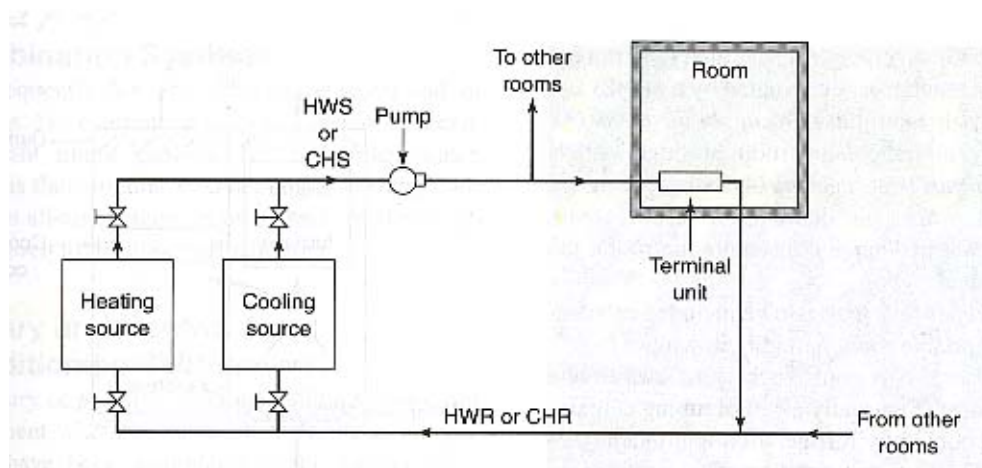 To other
rooms
Room
HWS
or
CHS
Pump
Terminal
unit
Heating
source
Cooling
source
HWR or CHR
From other
rooms